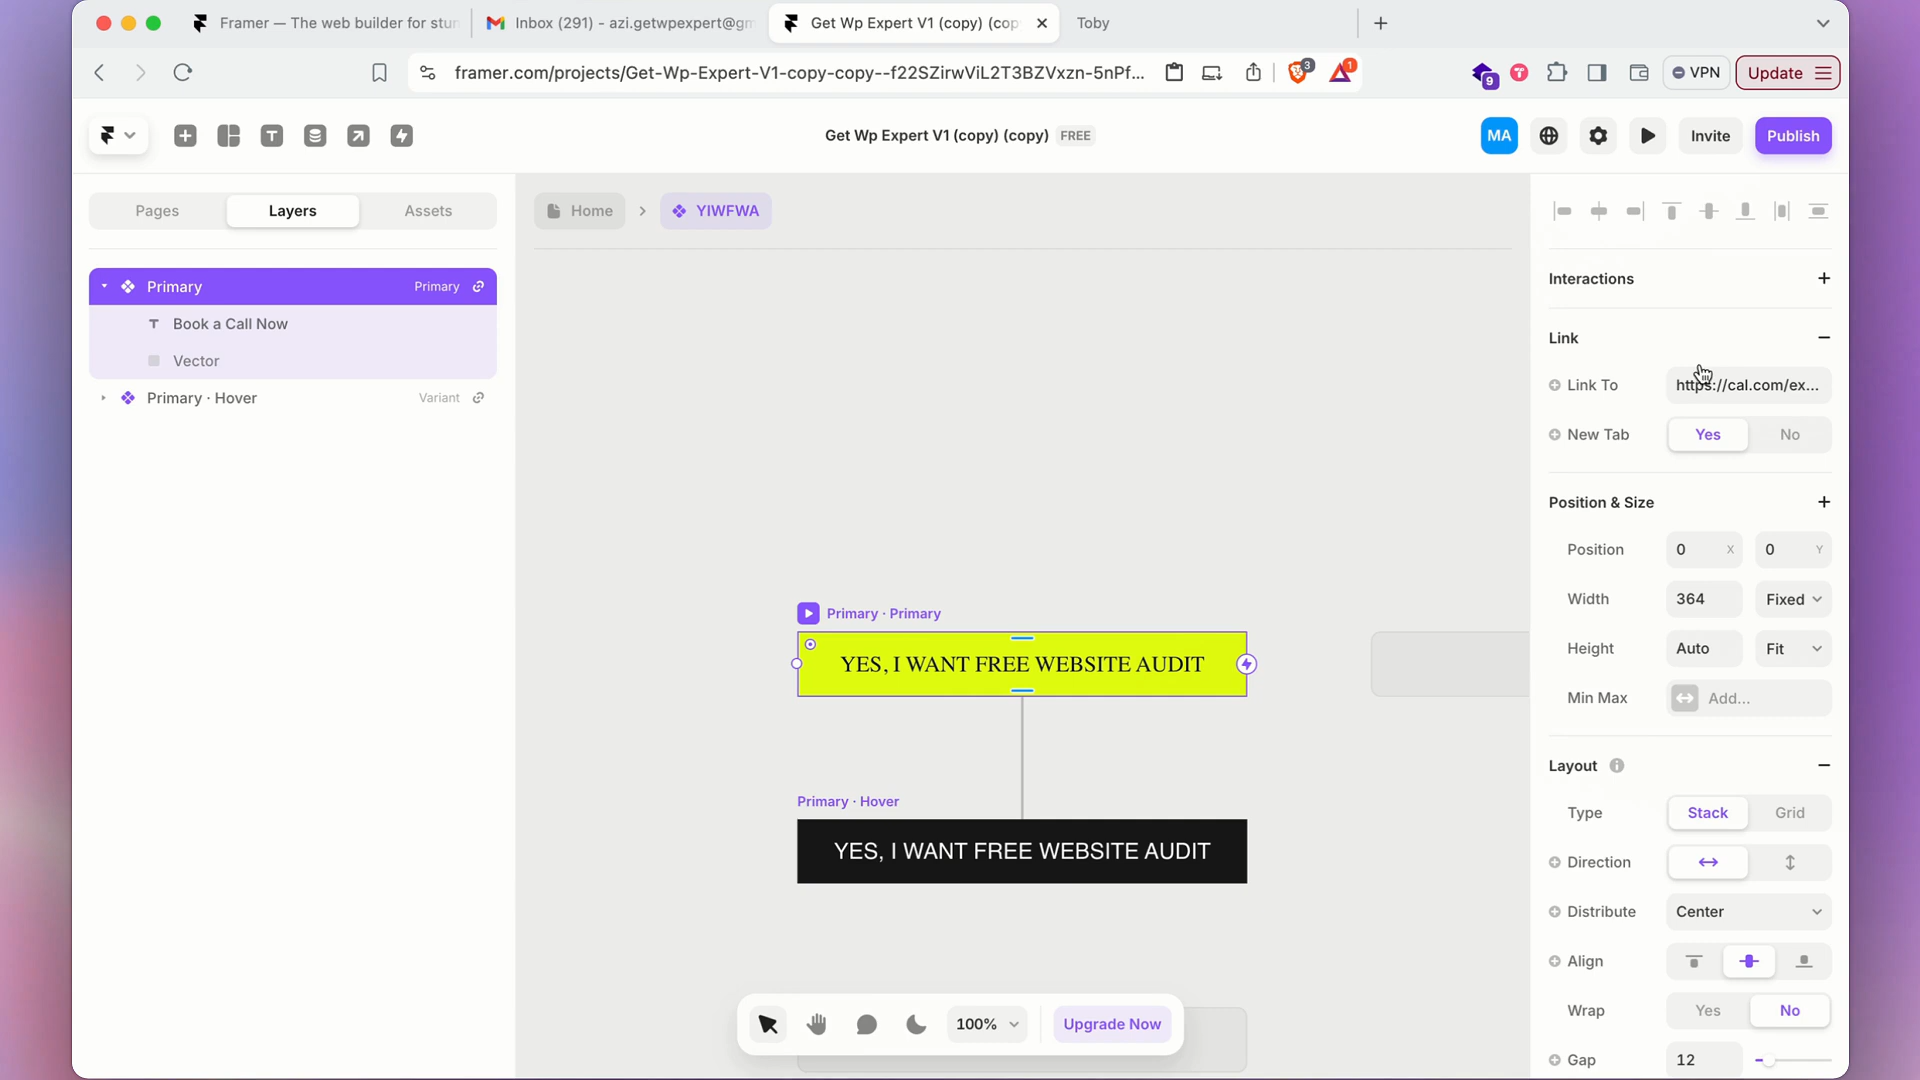 Framer — The web builder for stun
Inbox (291) - azi.getwpexpert@gm
Get Wp Expert V1 (copy) (cop
Toby
framer.com/projects/Get-Wp-Expert-V1-copy-copy--f22SZirwViL2T3BZVxzn-5nPf...
3
1
9
VPN
Update
Get Wp Expert V1 (copy) (copy)
FREE
MA
Invite
Publish
Pages
Layers
Assets
Home
YIWFWA
Primary
Primary
Book a Call Now
Vector
Primary · Hover
Variant
Primary · Primary
YES, I WANT FREE WEBSITE AUDIT
Primary · Hover
YES, I WANT FREE WEBSITE AUDIT
100%
Upgrade Now
Interactions
Link
Link To
https://cal.com/ex...
New Tab
Yes
No
Position & Size
Position
0
X
0
Y
Width
364
Fixed
Height
Auto
Fit
Min Max
Add...
Layout
Type
Stack
Grid
Direction
Distribute
Center
Align
Wrap
Yes
No
Gap
12